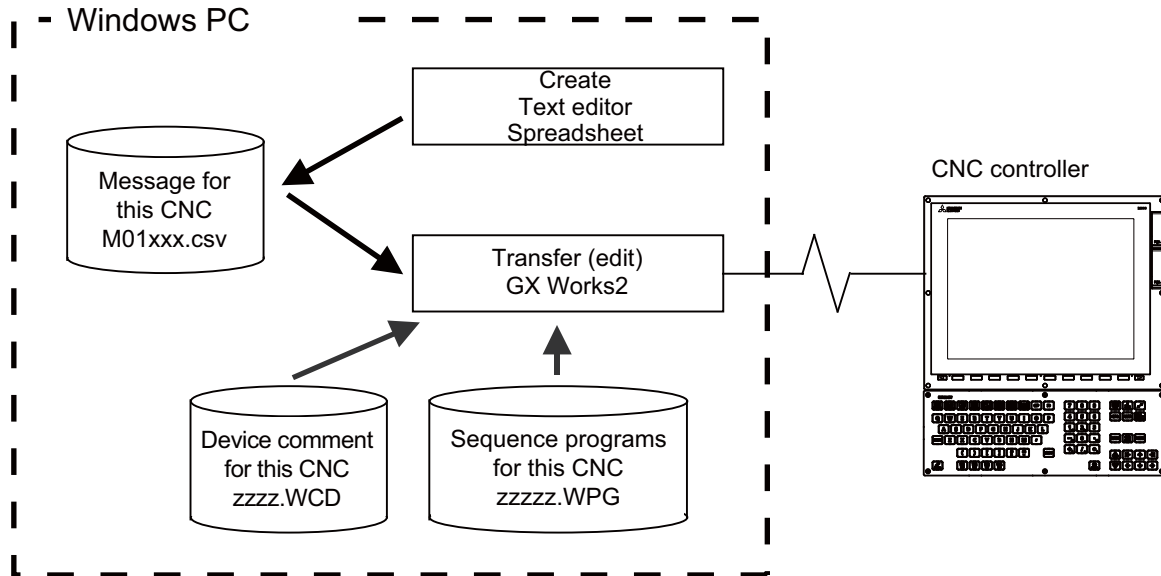 Windows PC
Create
Text editor
Spreadsheet
Message for
this CNC
M01xxx.csv
CNC controller
Transfer (edit)
GX Works2
Device comment
for this CNC
zzzz.WCD
Sequence programs
for this CNC
zzzzz.WPG